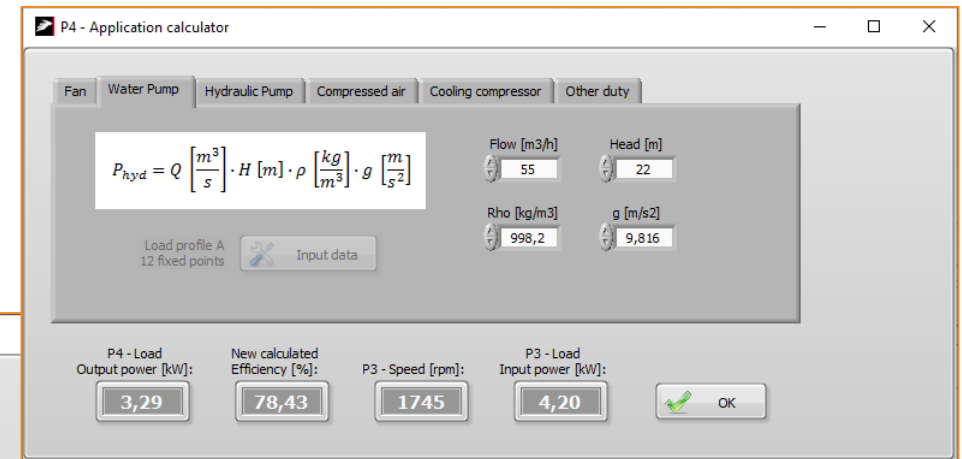 P4 - Application calculator
Fan Water Pump Hydraulic Pump Compressed air Cooling compressor Other duty
P_hyd = Q [m³/s] · H [m] · ρ [kg/m³] · g [m/s²]
Flow [m3/h] Head [m]
55 22
Rho [kg/m3] g [m/s2]
998,2 9,816
Load profile A
12 fixed points
Input data
P4 - Load
Output power [kW]:
3,29
New calculated
Efficiency [%]:
78,43
P3 - Speed [rpm]:
1745
P3 - Load
Input power [kW]:
4,20
OK